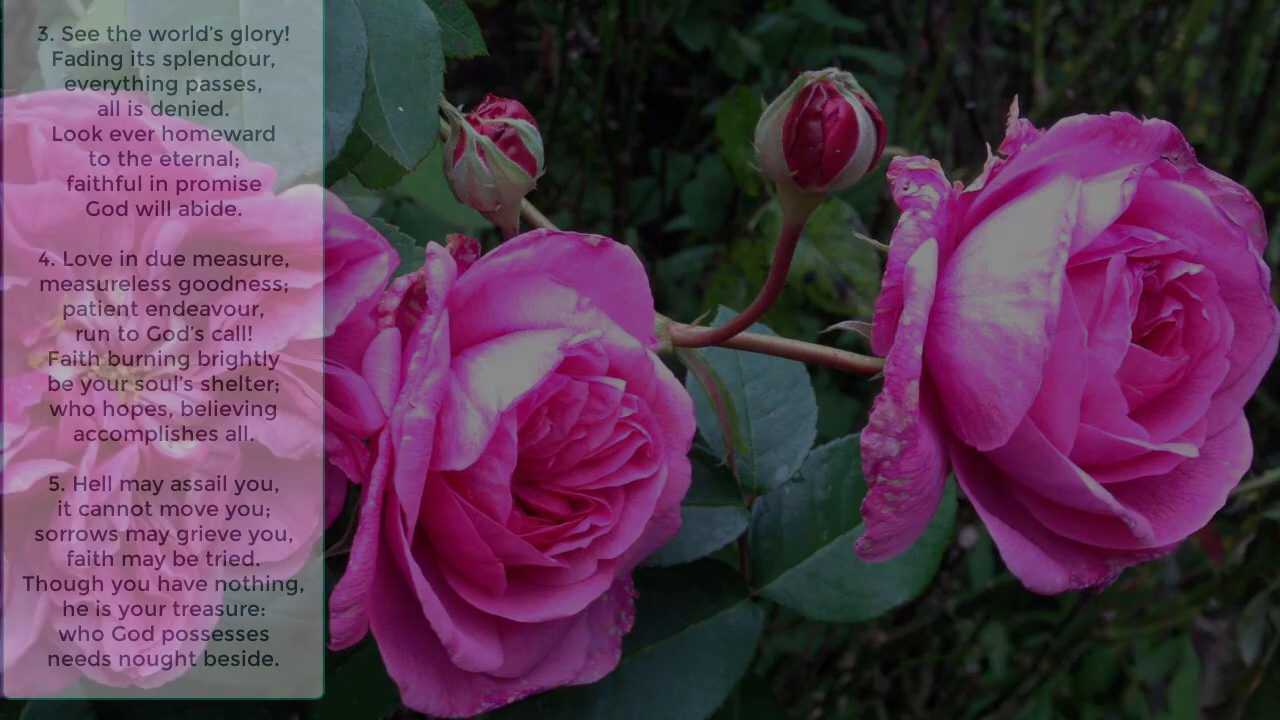 3. See the world's glory!
Fading its splendour,
everything passes,
all is denied.
Look ever homeward
to the eternal;
faithful in promise
God will abide.
4. Love in due measure,
measureless goodness;
patient endeavour,
run to God's call!
Faith burning brightly
be your soul's shelter;
who hopes, believing
accomplishes all.
5. Hell may assail you,
it cannot move you;
sorrows may grieve you,
faith may be tried.
Though you have nothing,
he is your treasure:
who God possesses
needs nought beside.